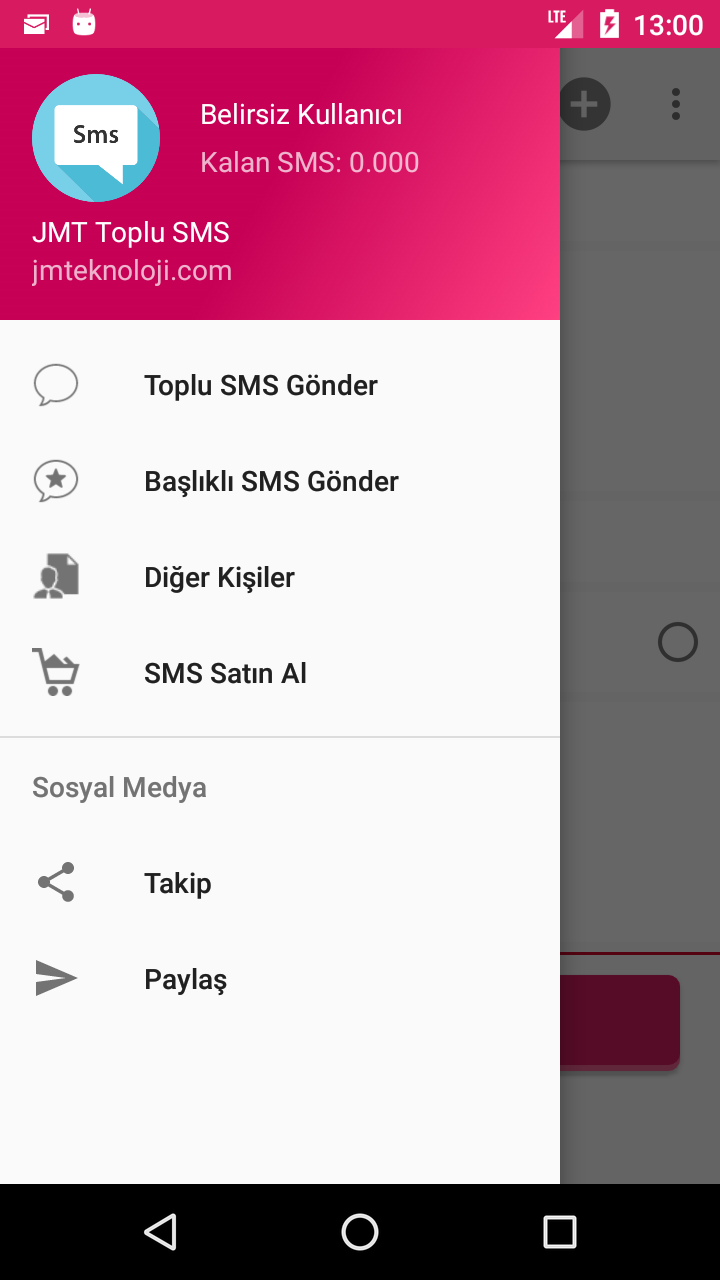 LTE 13:00
Sms
Belirsiz Kullanıcı
Kalan SMS: 0.000
JMT Toplu SMS
jmteknoloji.com
Toplu SMS Gönder
Başlıklı SMS Gönder
Diğer Kişiler
SMS Satın Al
Sosyal Medya
Takip
Paylaş